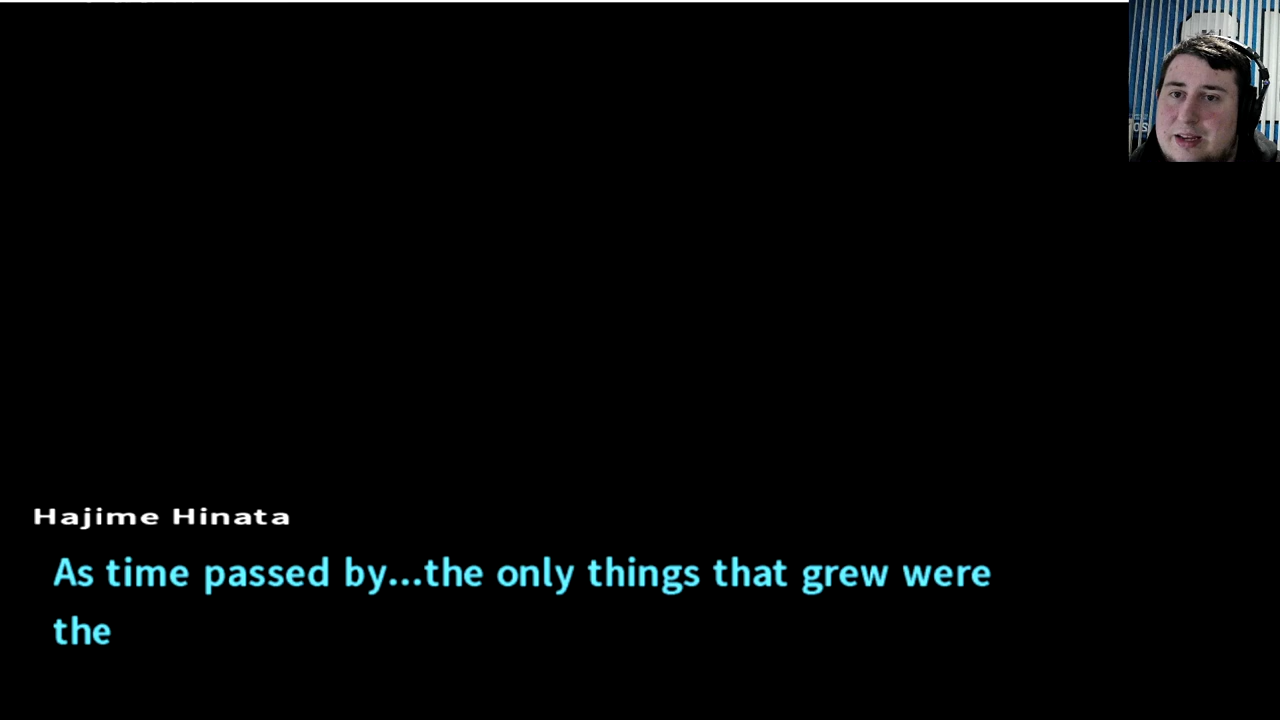 Hajime Hinata
As time passed by...the only things that grew were
the